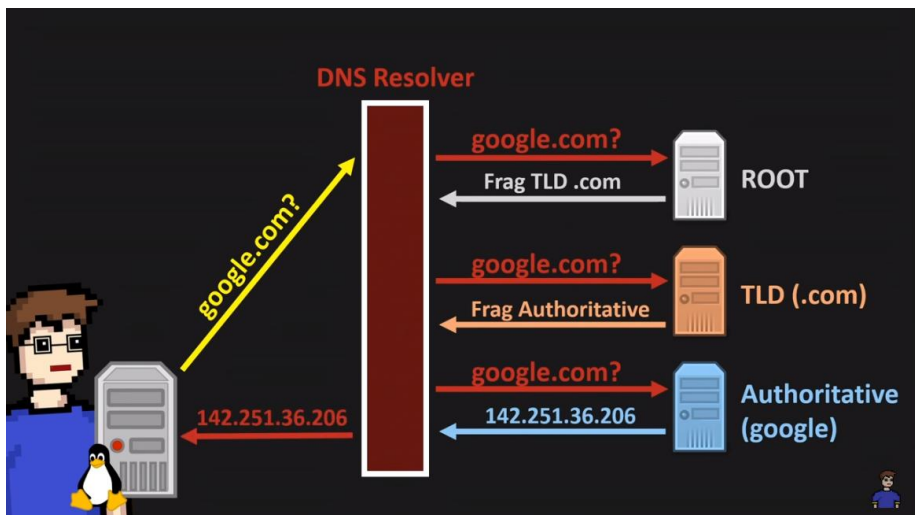 DNS Resolver
google.com?
google.com?
Frag TLD .com
ROOT
google.com?
Frag Authoritative
TLD (.com)
google.com?
142.251.36.206
Authoritative
(google)
142.251.36.206